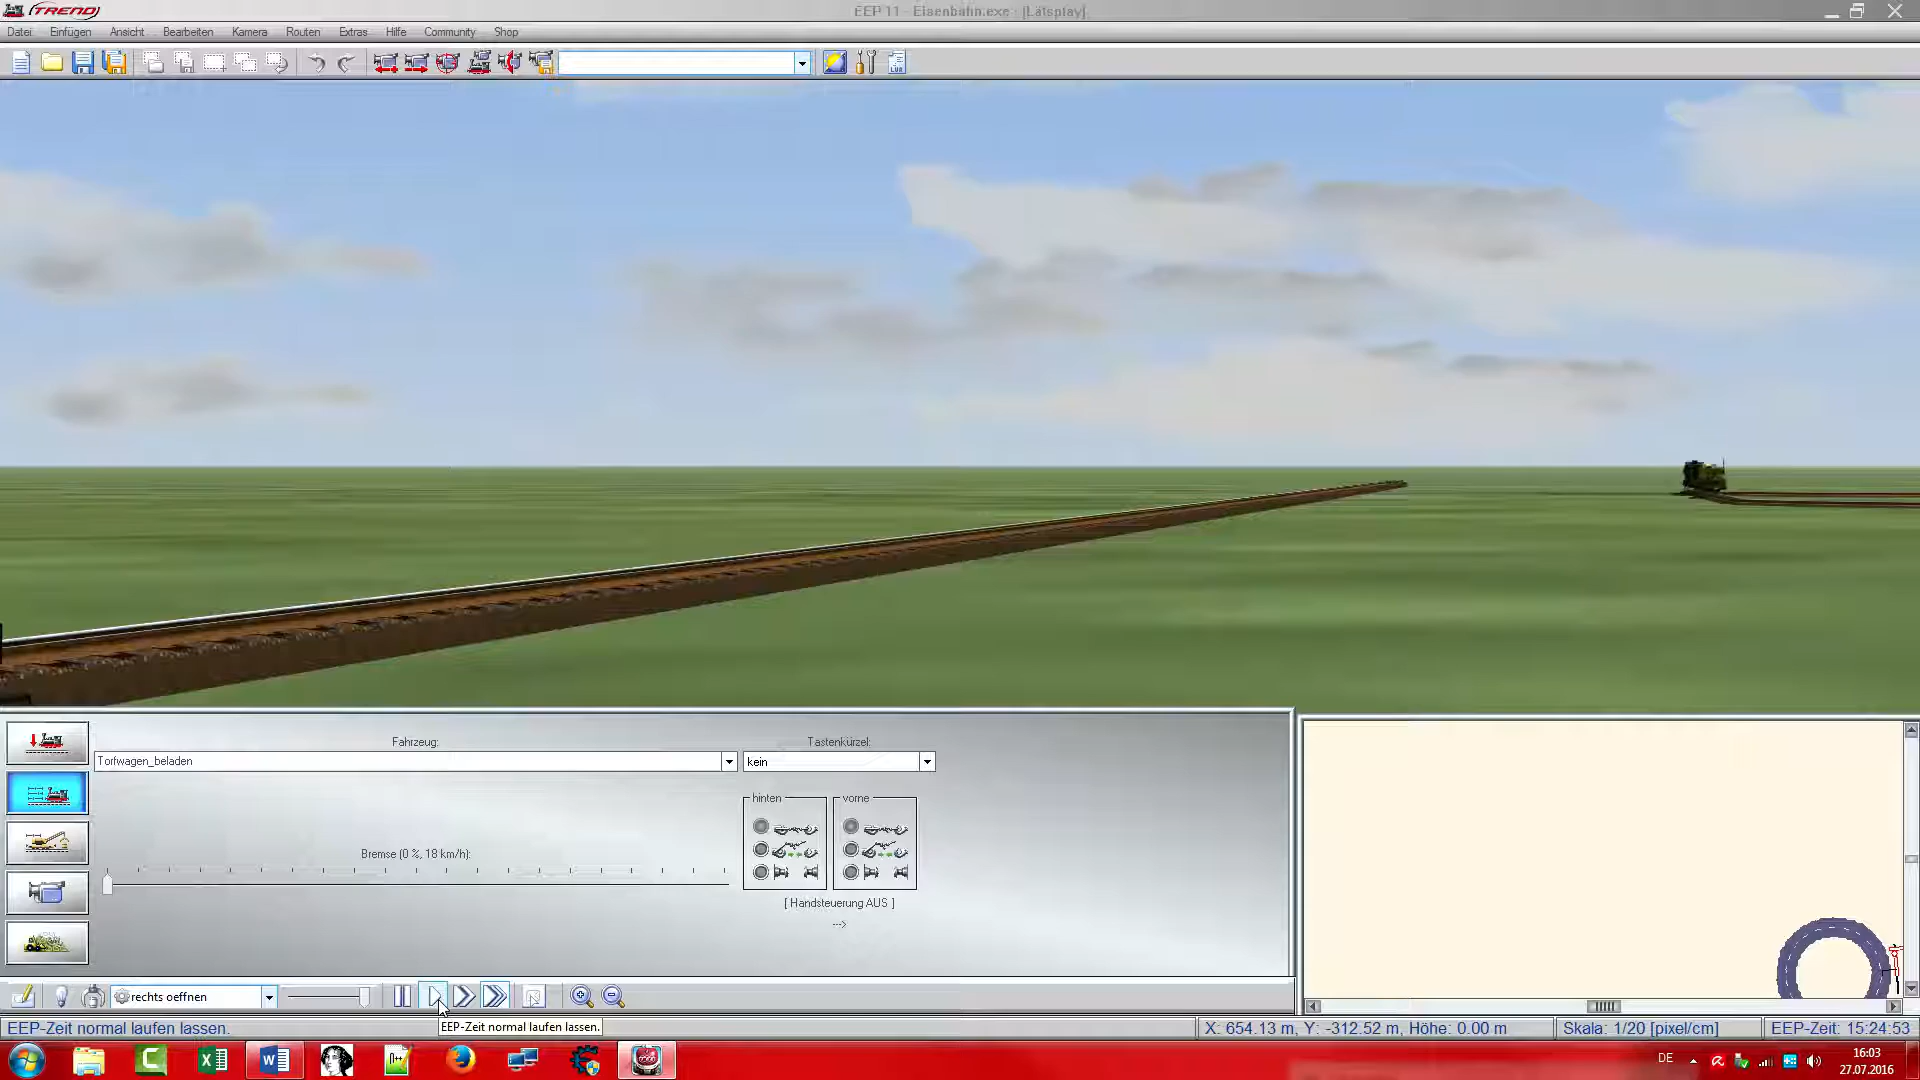 TREND
EEP 11 - Eisenbahn.exe - [Lätsplay]
Datei Einfügen Ansicht Bearbeiten Kamera Routen Extras Hilfe Community Shop
LUA
Fahrzeug:
Tastenkürzel:
Torfwagen_beladen
kein
hinten
vorne
Bremse (0 %, 18 km/h):
[ Handsteuerung AUS ]
-->
rechts oeffnen
EEP-Zeit normal laufen lassen.
EEP-Zeit normal laufen lassen.
X: 654.13 m, Y: -312.52 m, Höhe: 0.00 m
Skala: 1/20 [pixel/cm]
EEP-Zeit: 15:24:53
DE
16:03
27.07.2016